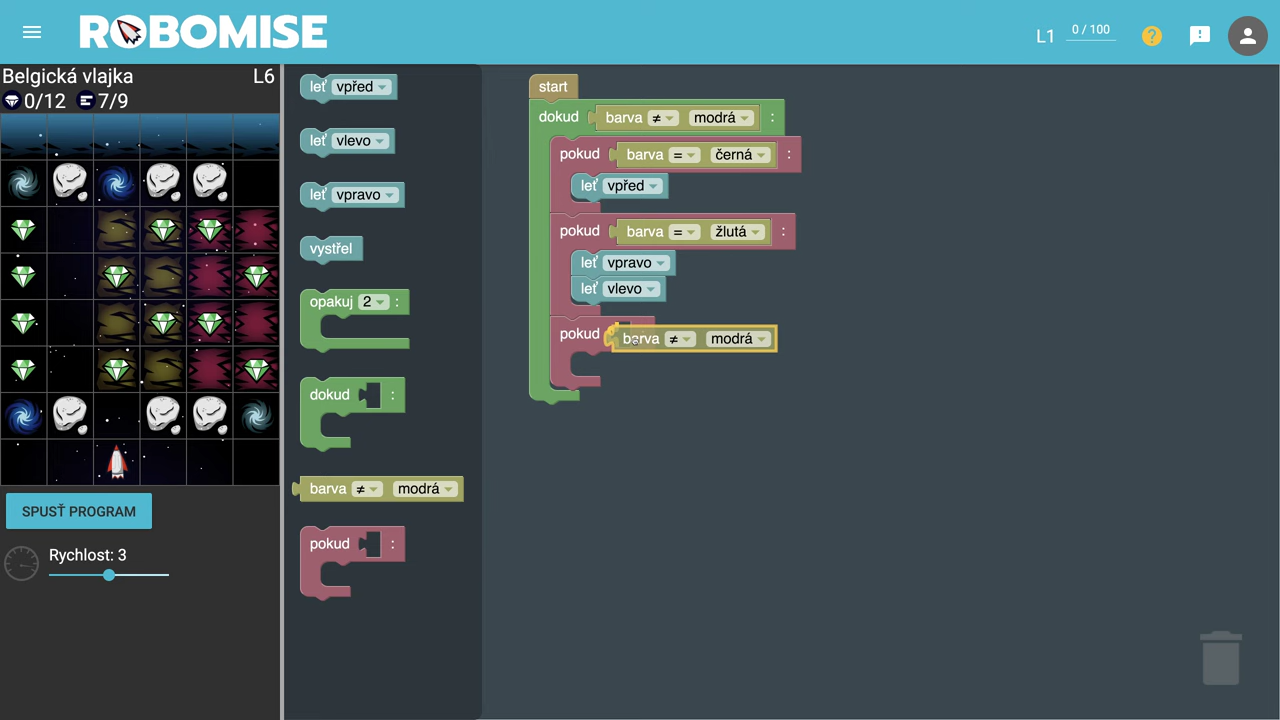 ROBOMISE
L1 0 / 100
?
Belgická vlajka L6
0/12 7/9
SPUSŤ PROGRAM
Rychlost: 3
leť vpřed
leť vlevo
leť vpravo
vystřel
opakuj 2 :
dokud :
barva ≠ modrá
pokud :
start
dokud barva ≠ modrá :
pokud barva = černá :
leť vpřed
pokud barva = žlutá :
leť vpravo
leť vlevo
pokud barva ≠ modrá